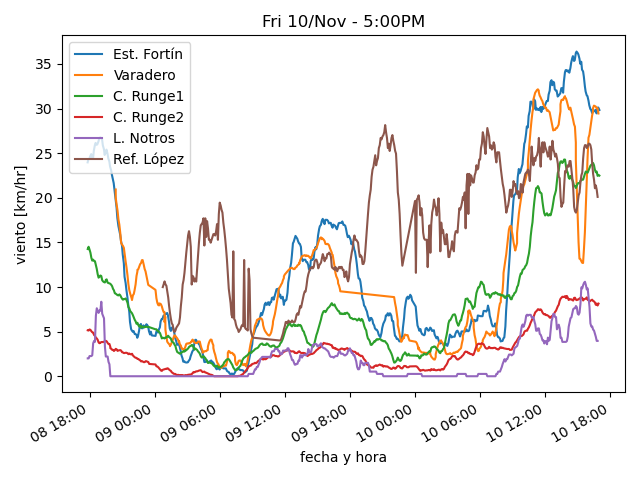 Fri 10/Nov - 5:00PM
Est. Fortín
Varadero
C. Runge1
C. Runge2
L. Notros
Ref. López
viento [km/hr]
35
30
25
20
15
10
5
0
08 18:00
09 00:00
09 06:00
09 12:00
09 18:00
10 00:00
10 06:00
10 12:00
10 18:00
fecha y hora